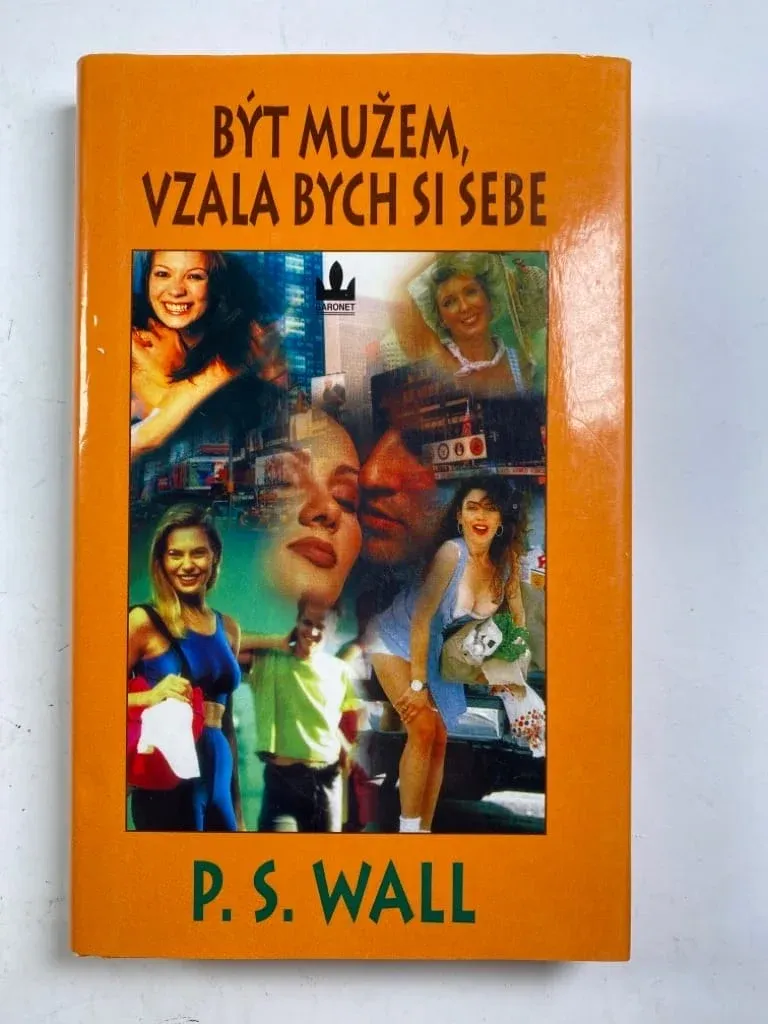 BÝT MUŽEM,
VZALA BYCH SI SEBE
BARONET
P. S. WALL